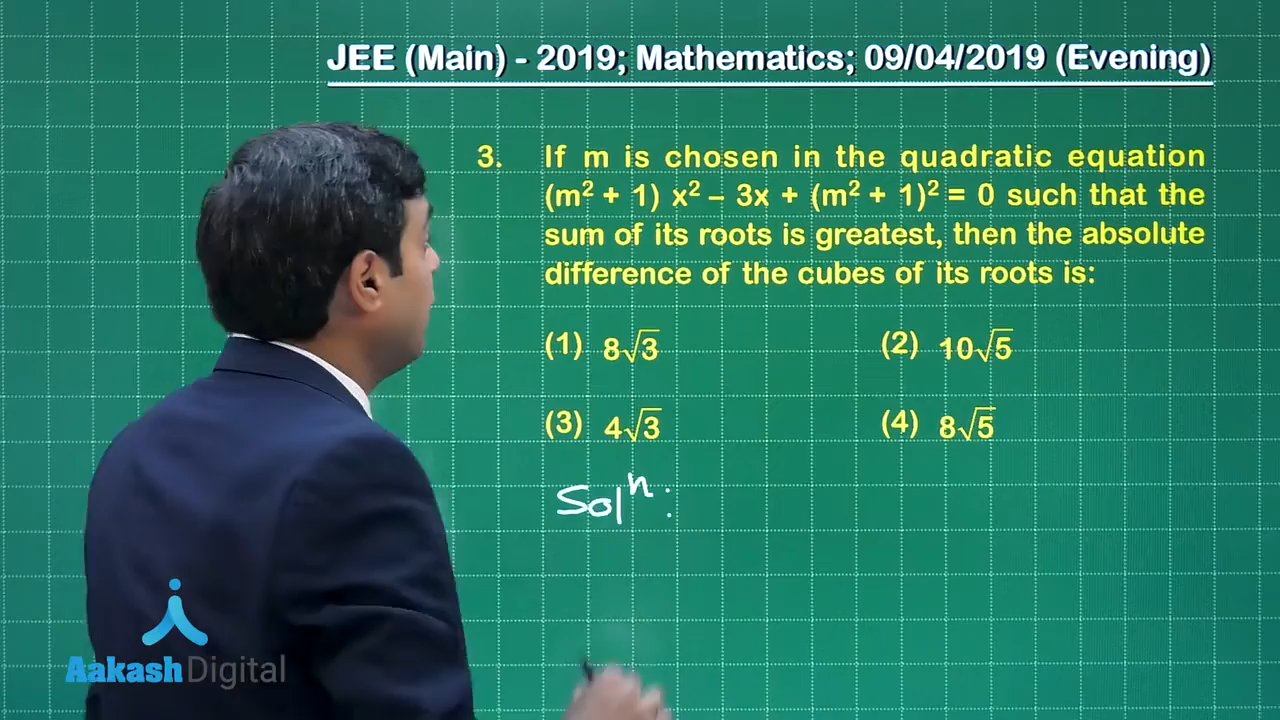 JEE (Main) - 2019; Mathematics; 09/04/2019 (Evening)
3. If m is chosen in the quadratic equation
(m² + 1) x² – 3x + (m² + 1)² = 0 such that the
sum of its roots is greatest, then the absolute
difference of the cubes of its roots is:
(1) 8√3 (2) 10√5
(3) 4√3 (4) 8√5
Solⁿ:
Aakash Digital